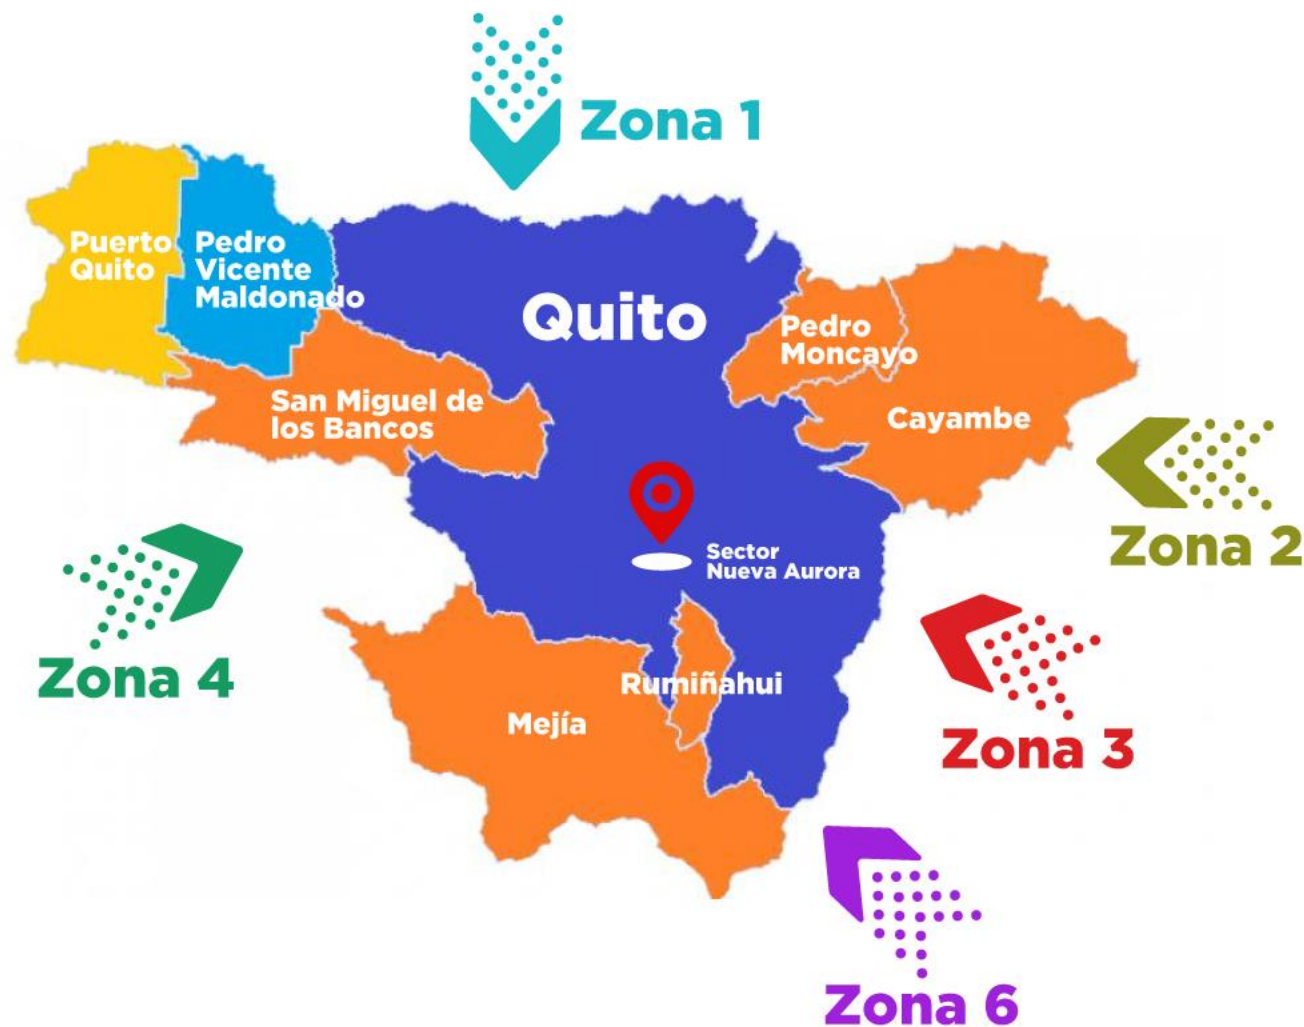 Zona 1
Puerto
Quito
Pedro
Vicente
Maldonado
Quito
Pedro
Moncayo
San Miguel de
los Bancos
Cayambe
Zona 2
Sector
Nueva Aurora
Zona 4
Rumiñahui
Mejía
Zona 3
Zona 6